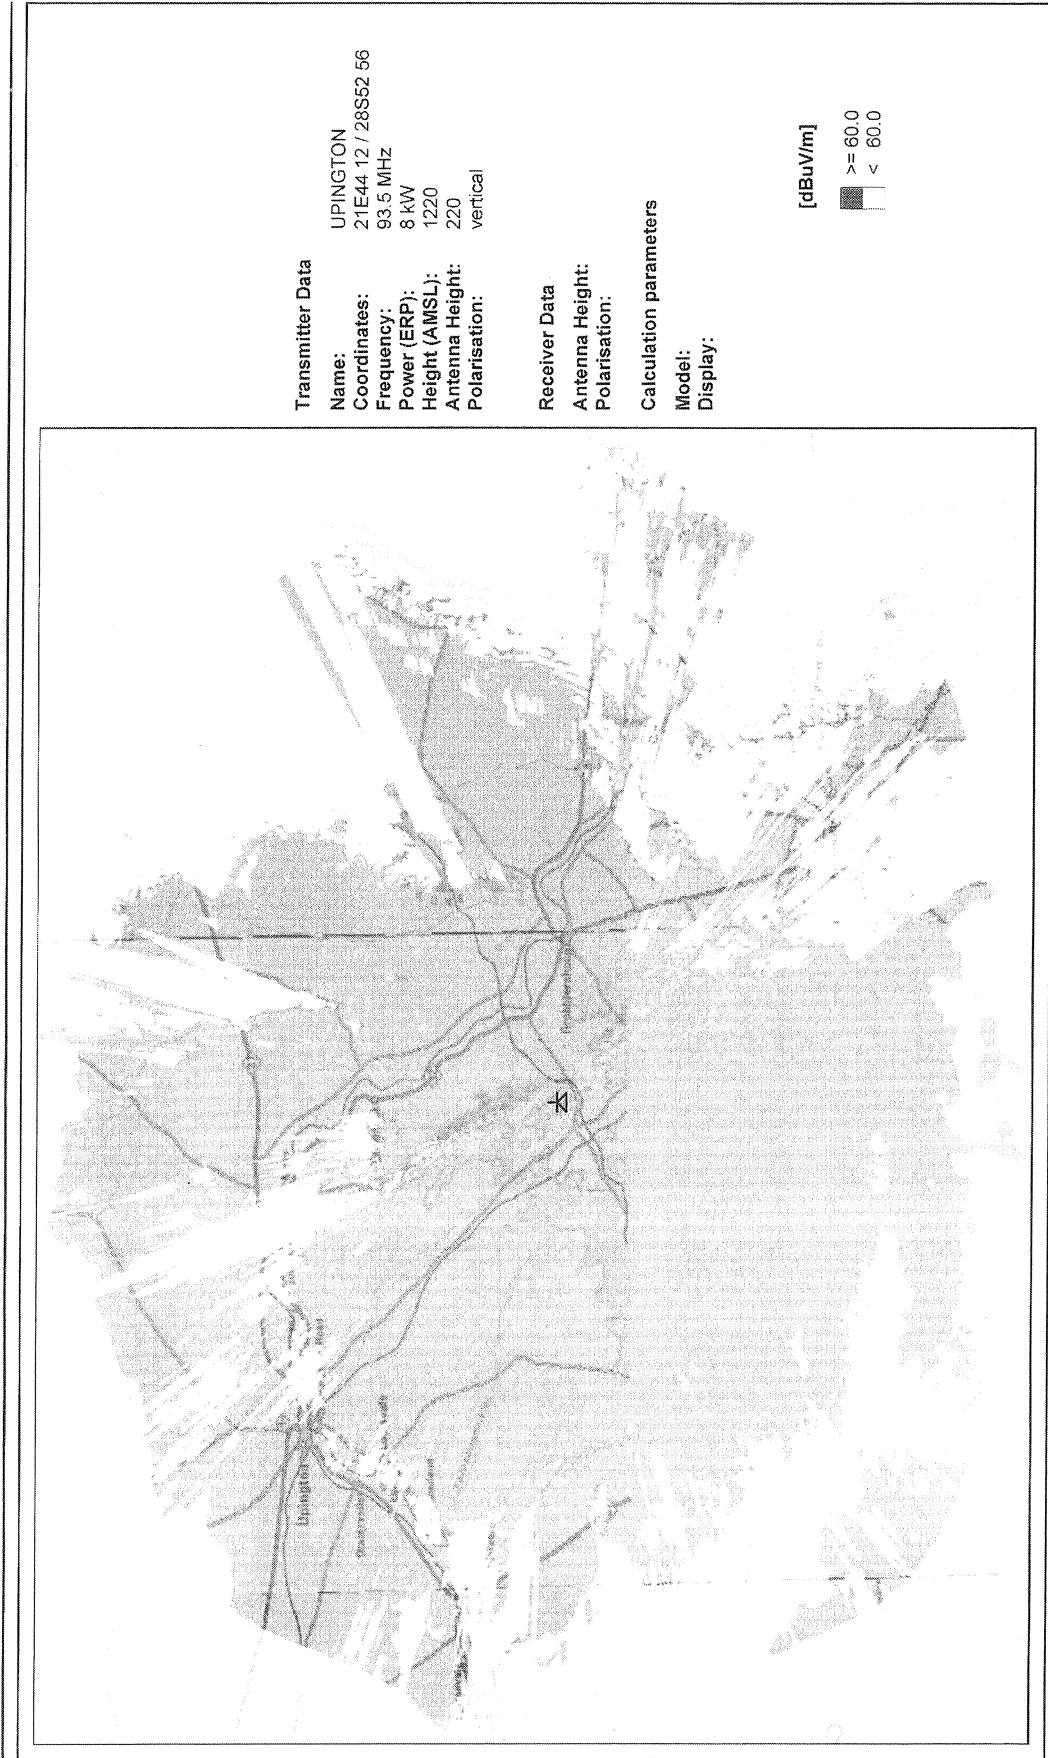 Transmitter Data
Name: UPINGTON
Coordinates: 21E44 12 / 28S52 56
Frequency: 93.5 MHz
Power (ERP): 8 kW
Height (AMSL): 1220
Antenna Height: 220
Polarisation: vertical
Receiver Data
Antenna Height:
Polarisation:
Calculation parameters
Model:
Display:
[dBuV/m]
>= 60.0
< 60.0
Upington